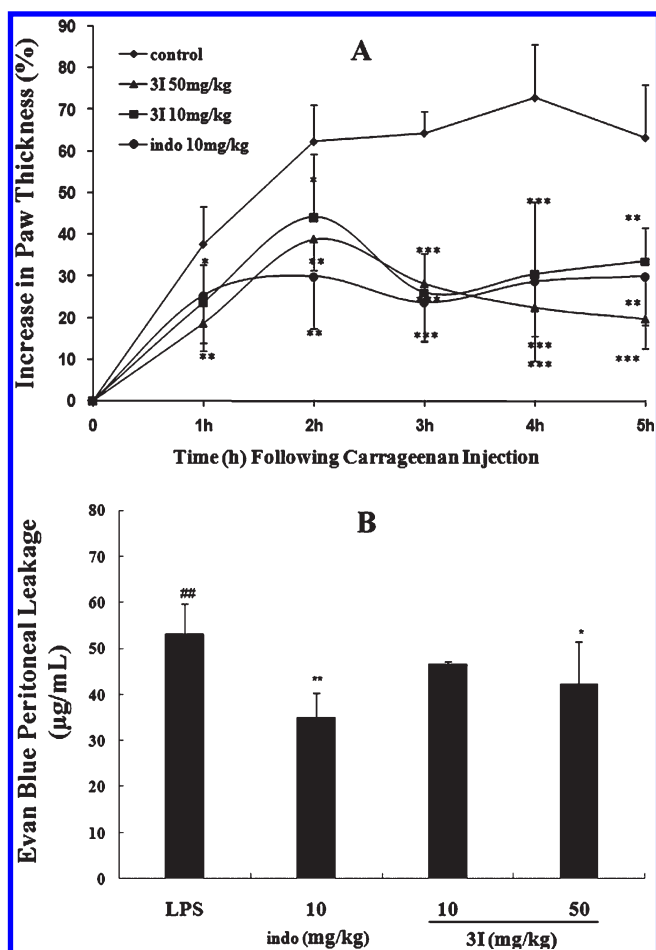 A
Increase in Paw Thickness (%)
90
80
70
60
50
40
30
20
10
0
control
3I 50mg/kg
3I 10mg/kg
indo 10mg/kg
*
**
*
**
**
***
***
***
***
***
***
**
**
***
0 1h 2h 3h 4h 5h
Time (h) Following Carrageenan Injection
B
Evan Blue Peritoneal Leakage
(µg/mL)
80
70
60
50
40
30
20
10
0
##
**
*
LPS 10 10 50
indo (mg/kg) 3I (mg/kg)